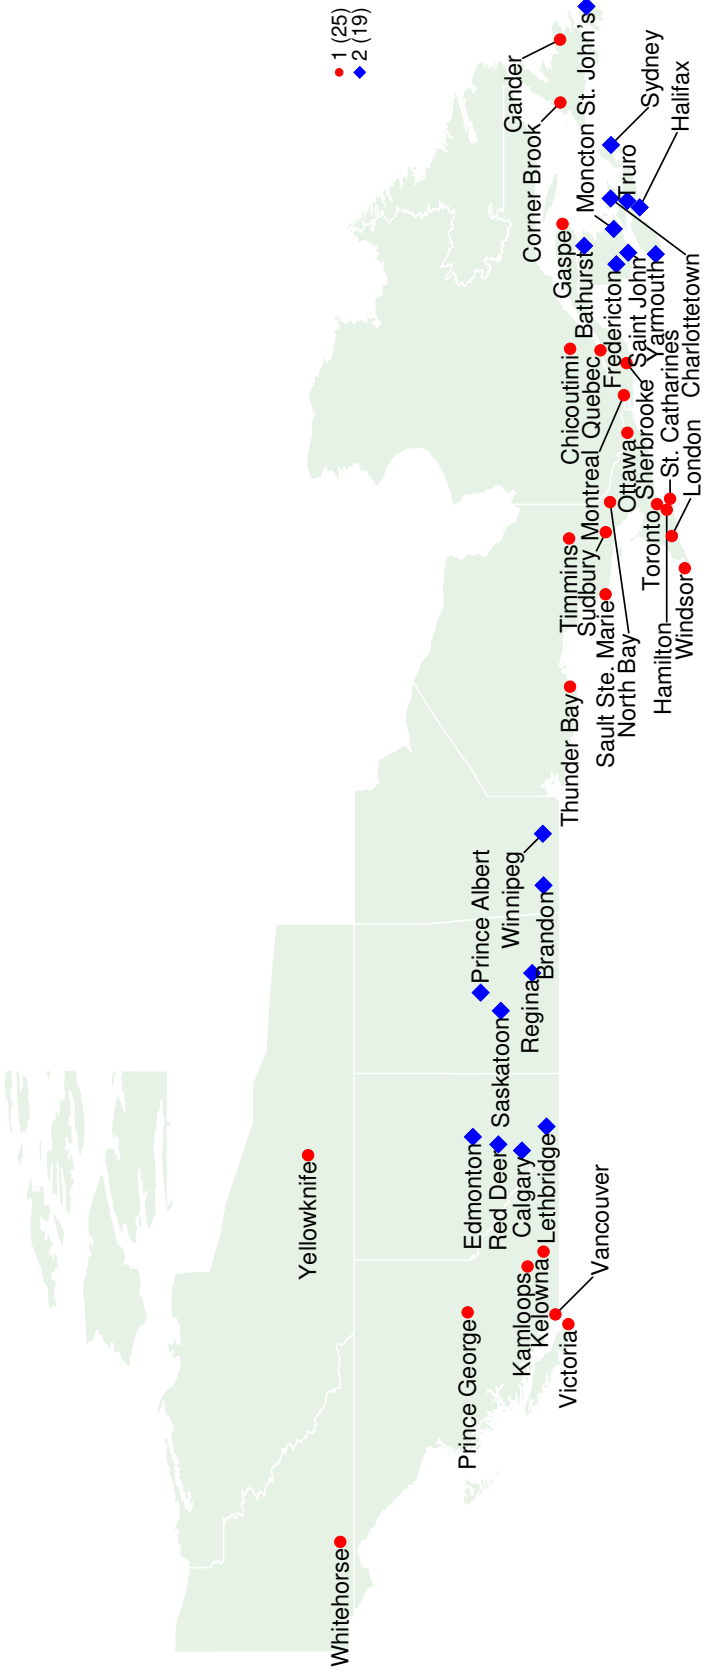 1 (25)
2 (19)
Whitehorse
Yellowknife
Prince George
Edmonton
Red Deer
Calgary
Lethbridge
Kamloops
Kelowna
Victoria
Vancouver
Prince Albert
Saskatoon
Regina
Brandon
Winnipeg
Thunder Bay
Timmins
Sudbury
Sault Ste. Marie
North Bay
Toronto
Hamilton
Windsor
London
St. Catharines
Ottawa
Montreal
Sherbrooke
Quebec
Chicoutimi
Gaspe
Bathurst
Fredericton
Saint John
Yarmouth
Moncton
Charlottetown
Truro
Halifax
Sydney
Corner Brook
Gander
St. John's